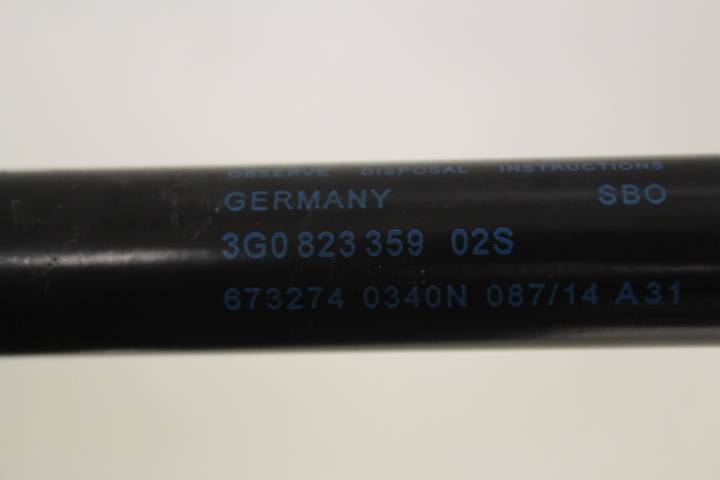 OBSERVE DISPOSAL INSTRUCTIONS
GERMANY SBO
3G0 823 359 02S
673274 0340N 087/14 A31